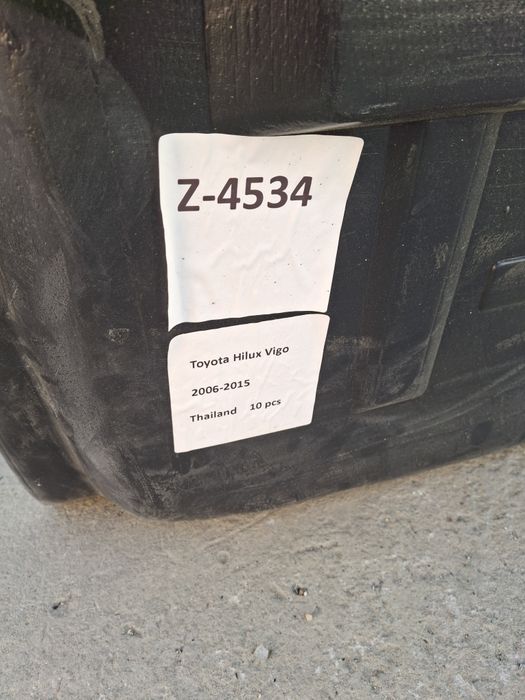 Z-4534
Toyota Hilux Vigo
2006-2015
Thailand 10 pcs